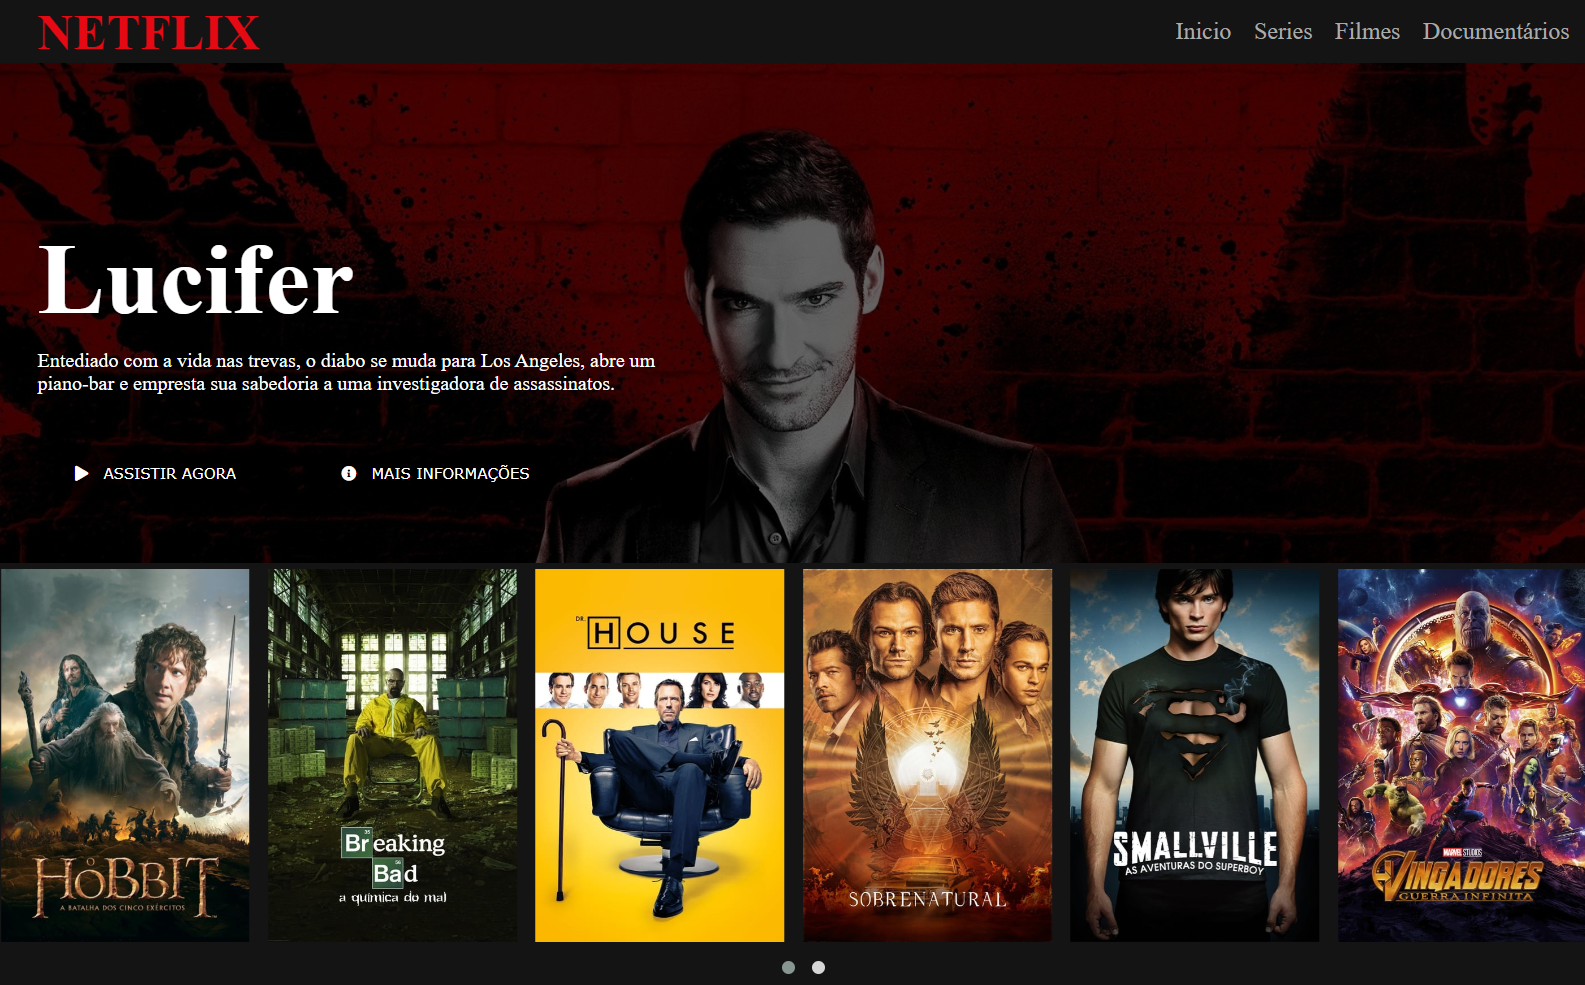 NETFLIX
Inicio Series Filmes Documentários
Lucifer
Entediado com a vida nas trevas, o diabo se muda para Los Angeles, abre um
piano-bar e empresta sua sabedoria a uma investigadora de assassinatos.
ASSISTIR AGORA MAIS INFORMAÇÕES
O
HOBBIT
A BATALHA DOS CINCO EXÉRCITOS
35
Breaking
56
Bad
a química do mal
DR. HOUSE
SOBRENATURAL
SMALLVILLE
AS AVENTURAS DO SUPERBOY
MARVEL STUDIOS
VINGADORES
GUERRA INFINITA